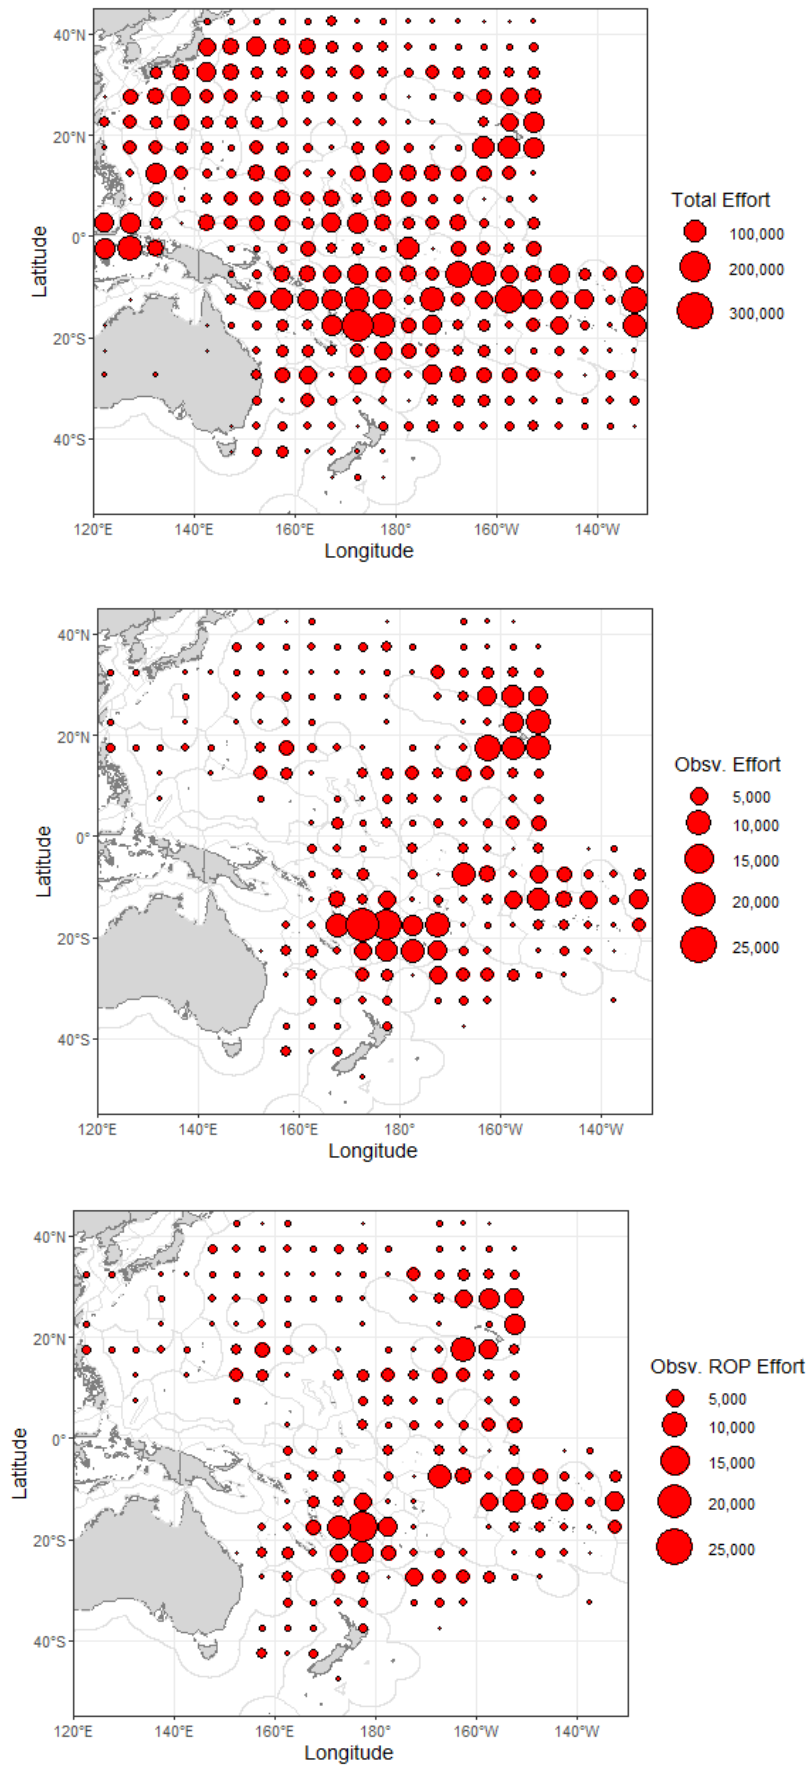 40°N
20°N
0°
20°S
40°S
Latitude
120°E 140°E 160°E 180° 160°W 140°W
Longitude
Total Effort
100,000
200,000
300,000
40°N
20°N
0°
20°S
40°S
Latitude
120°E 140°E 160°E 180° 160°W 140°W
Longitude
Obsv. Effort
5,000
10,000
15,000
20,000
25,000
40°N
20°N
0°
20°S
40°S
Latitude
120°E 140°E 160°E 180° 160°W 140°W
Longitude
Obsv. ROP Effort
5,000
10,000
15,000
20,000
25,000